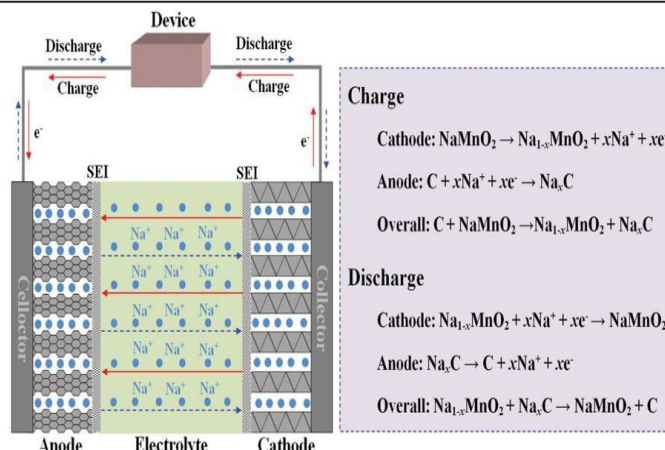 Device
Discharge
Discharge
Charge
Charge
e-
e-
SEI
SEI
Na⁺ Na⁺ Na⁺
Na⁺ Na⁺ Na⁺
Na⁺ Na⁺ Na⁺
Na⁺ Na⁺ Na⁺
Na⁺ Na⁺ Na⁺
Celloctor
Collector
Anode
Electrolyte
Cathode
Charge
Cathode: NaMnO₂ → Na₁₋ₓMnO₂ + xNa⁺ + xe
Anode: C + xNa⁺ + xe⁻ → NaₓC
Overall: C + NaMnO₂ →Na₁₋ₓMnO₂ + NaₓC
Discharge
Cathode: Na₁₋ₓMnO₂ + xNa⁺ + xe⁻ → NaMnO₂
Anode: NaₓC → C + xNa⁺ + xe⁻
Overall: Na₁₋ₓMnO₂ + NaₓC → NaMnO₂ + C